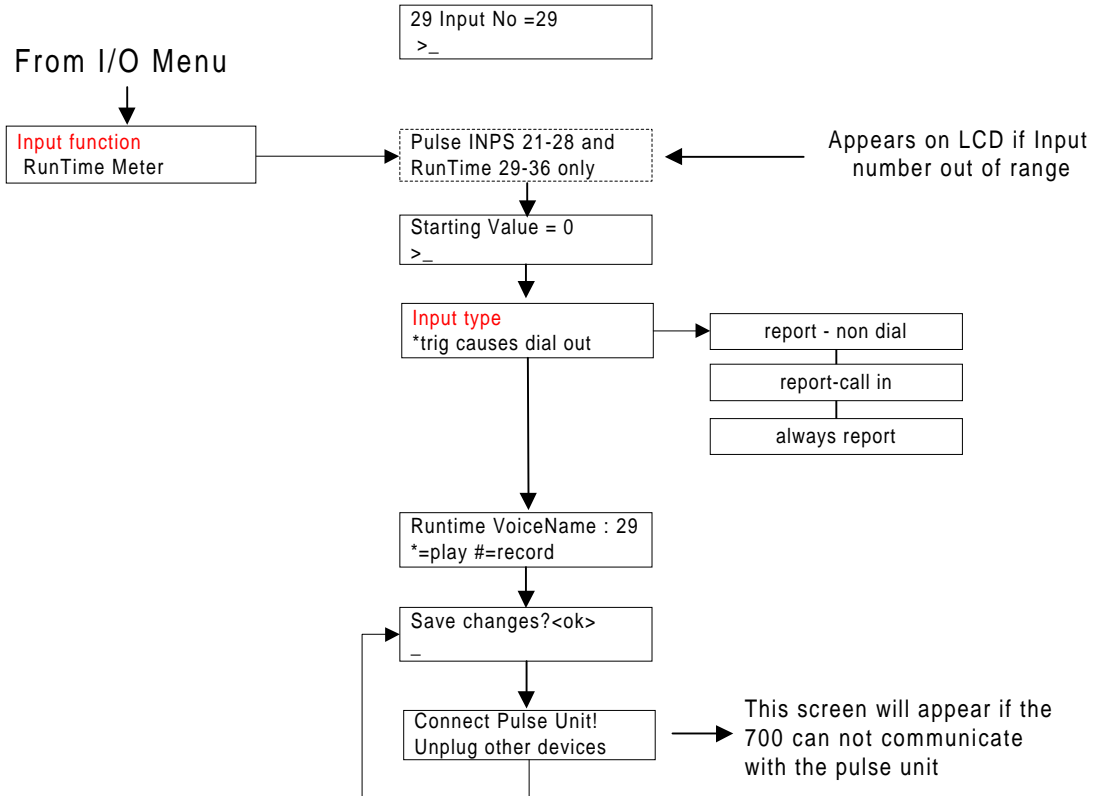 29 Input No =29
>_
From I/O Menu
Input function
RunTime Meter
Pulse INPS 21-28 and
RunTime 29-36 only
Appears on LCD if Input
number out of range
Starting Value = 0
>_
Input type
*trig causes dial out
report - non dial
report-call in
always report
Runtime VoiceName : 29
*=play #=record
Save changes?<ok>
_
Connect Pulse Unit!
Unplug other devices
This screen will appear if the
700 can not communicate
with the pulse unit